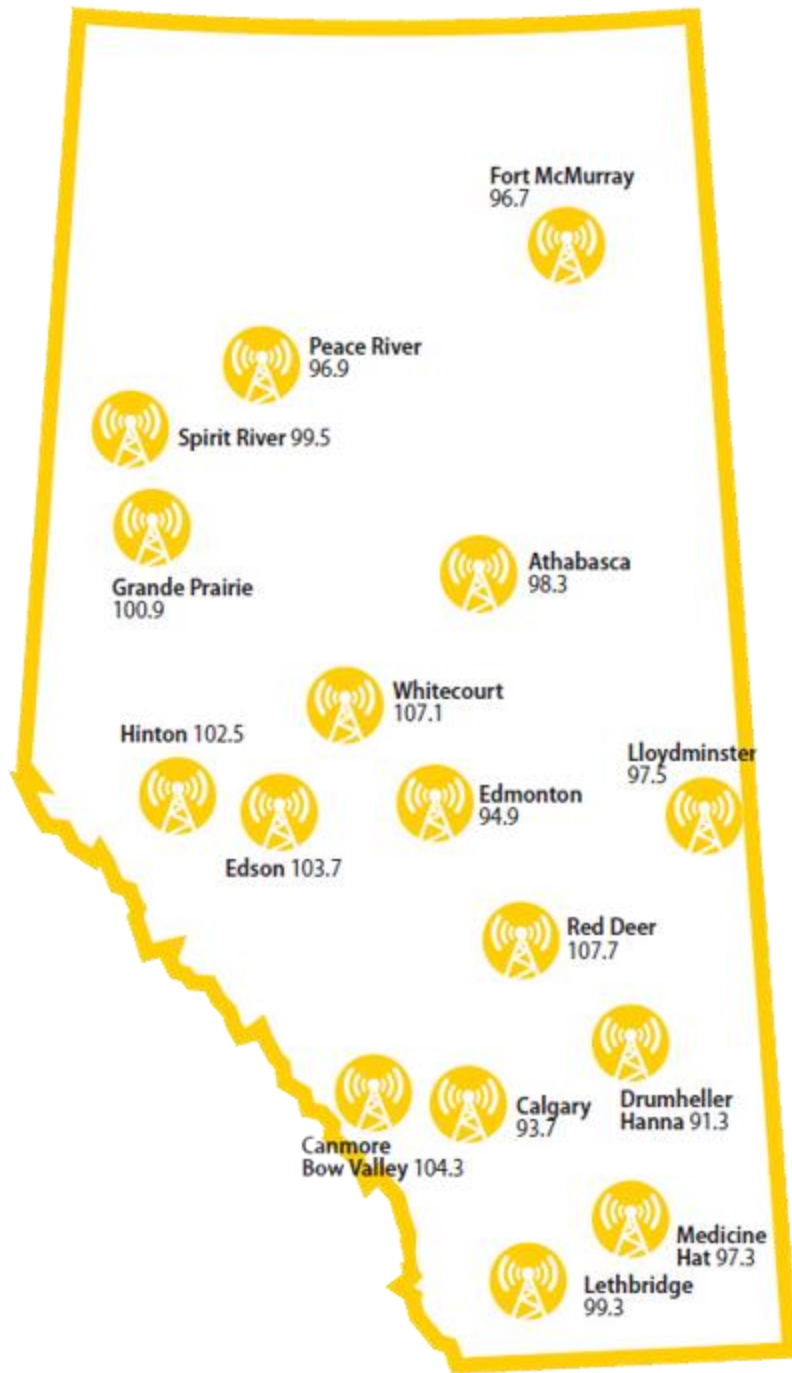 Fort McMurray
96.7
Peace River
96.9
Spirit River 99.5
Grande Prairie
100.9
Athabasca
98.3
Whitecourt
107.1
Hinton 102.5
Lloydminster
97.5
Edmonton
94.9
Edson 103.7
Red Deer
107.7
Drumheller
Hanna 91.3
Calgary
93.7
Canmore
Bow Valley 104.3
Medicine
Hat 97.3
Lethbridge
99.3